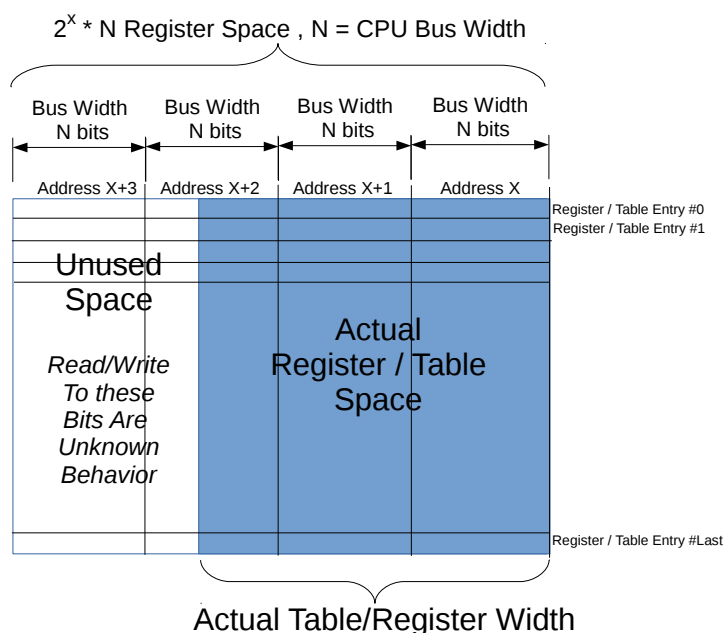 2^x * N Register Space , N = CPU Bus Width
Bus Width
N bits
Bus Width
N bits
Bus Width
N bits
Bus Width
N bits
Address X+3
Address X+2
Address X+1
Address X
Register / Table Entry #0
Register / Table Entry #1
Unused
Space
Actual
Register / Table
Space
Read/Write
To these
Bits Are
Unknown
Behavior
Register / Table Entry #Last
Actual Table/Register Width